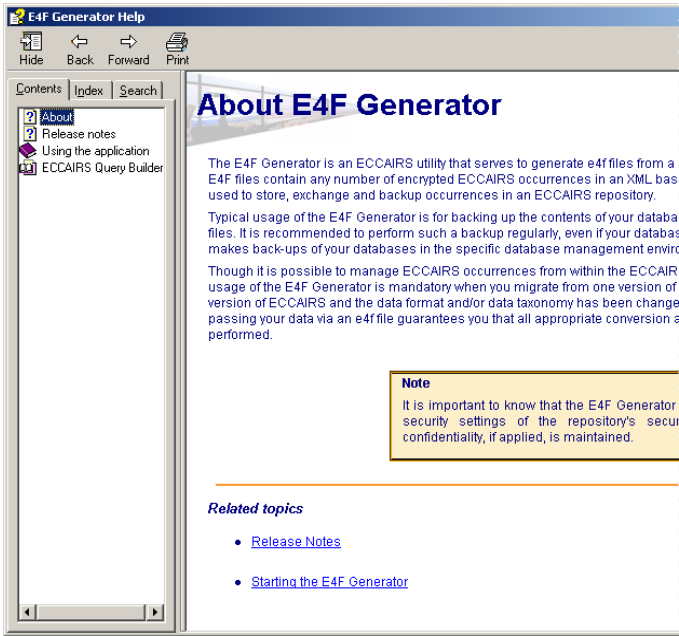 E4F Generator Help
Hide Back Forward Print
Contents Index Search
About
Release notes
Using the application
ECCAIRS Query Builder
About E4F Generator
The E4F Generator is an ECCAIRS utility that serves to generate e4f files from a
E4F files contain any number of encrypted ECCAIRS occurrences in an XML bas
used to store, exchange and backup occurrences in an ECCAIRS repository.
Typical usage of the E4F Generator is for backing up the contents of your databa
files. It is recommended to perform such a backup regularly, even if your databas
makes back-ups of your databases in the specific database management enviro
Though it is possible to manage ECCAIRS occurrences from within the ECCAIR
usage of the E4F Generator is mandatory when you migrate from one version of
version of ECCAIRS and the data format and/or data taxonomy has been change
passing your data via an e4f file guarantees you that all appropriate conversion a
performed.
Note
It is important to know that the E4F Generator
security settings of the repository's secur
confidentiality, if applied, is maintained.
Related topics
Release Notes
Starting the E4F Generator